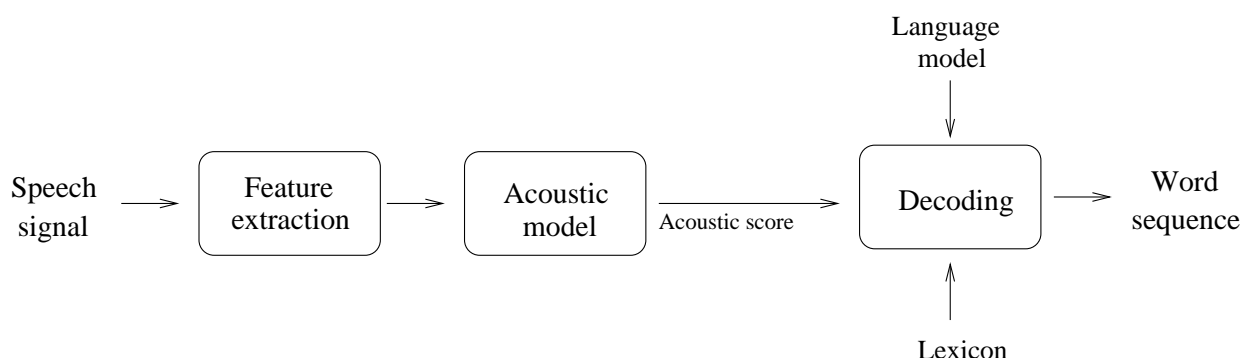 Language
model
Speech
signal
Feature
extraction
Acoustic
model
Acoustic score
Decoding
Word
sequence
Lexicon